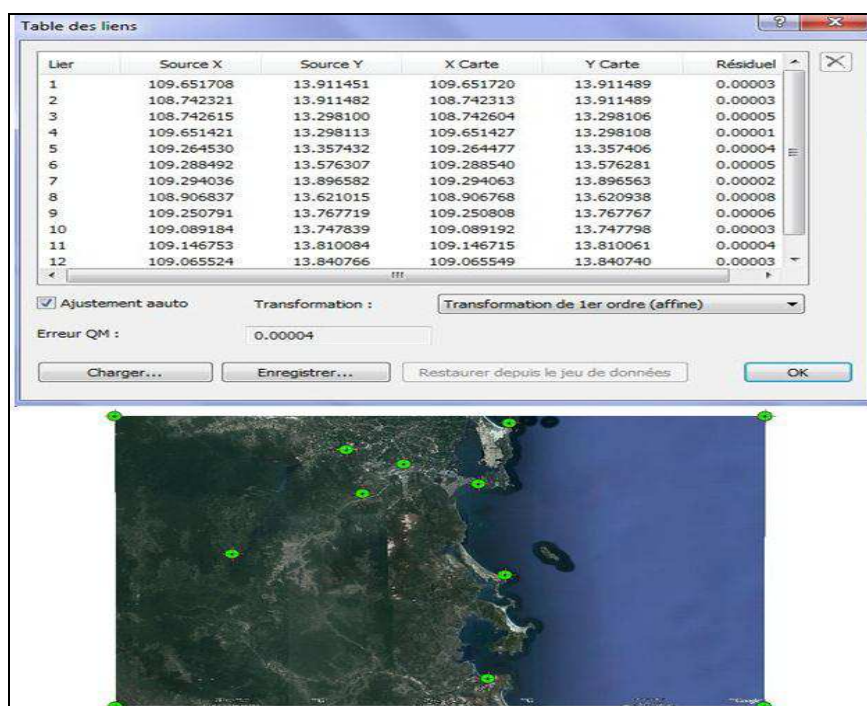 Table des liens
Lier Source X Source Y X Carte Y Carte Résiduel
1 109.651708 13.911451 109.651720 13.911489 0.00003
2 108.742321 13.911482 108.742313 13.911489 0.00003
3 108.742615 13.298100 108.742604 13.298106 0.00005
4 109.651421 13.298113 109.651427 13.298108 0.00001
5 109.264530 13.357432 109.264477 13.357406 0.00004
6 109.288492 13.576307 109.288540 13.576281 0.00005
7 109.294036 13.896582 109.294063 13.896563 0.00002
8 108.906837 13.621015 108.906768 13.620938 0.00008
9 109.250791 13.767719 109.250808 13.767767 0.00006
10 109.089184 13.747839 109.089192 13.747798 0.00003
11 109.146753 13.810084 109.146715 13.810061 0.00004
12 109.065524 13.840766 109.065549 13.840740 0.00003
Ajustement aauto Transformation : Transformation de 1er ordre (affine)
Erreur QM : 0.00004
Charger... Enregistrer... Restaurer depuis le jeu de données OK